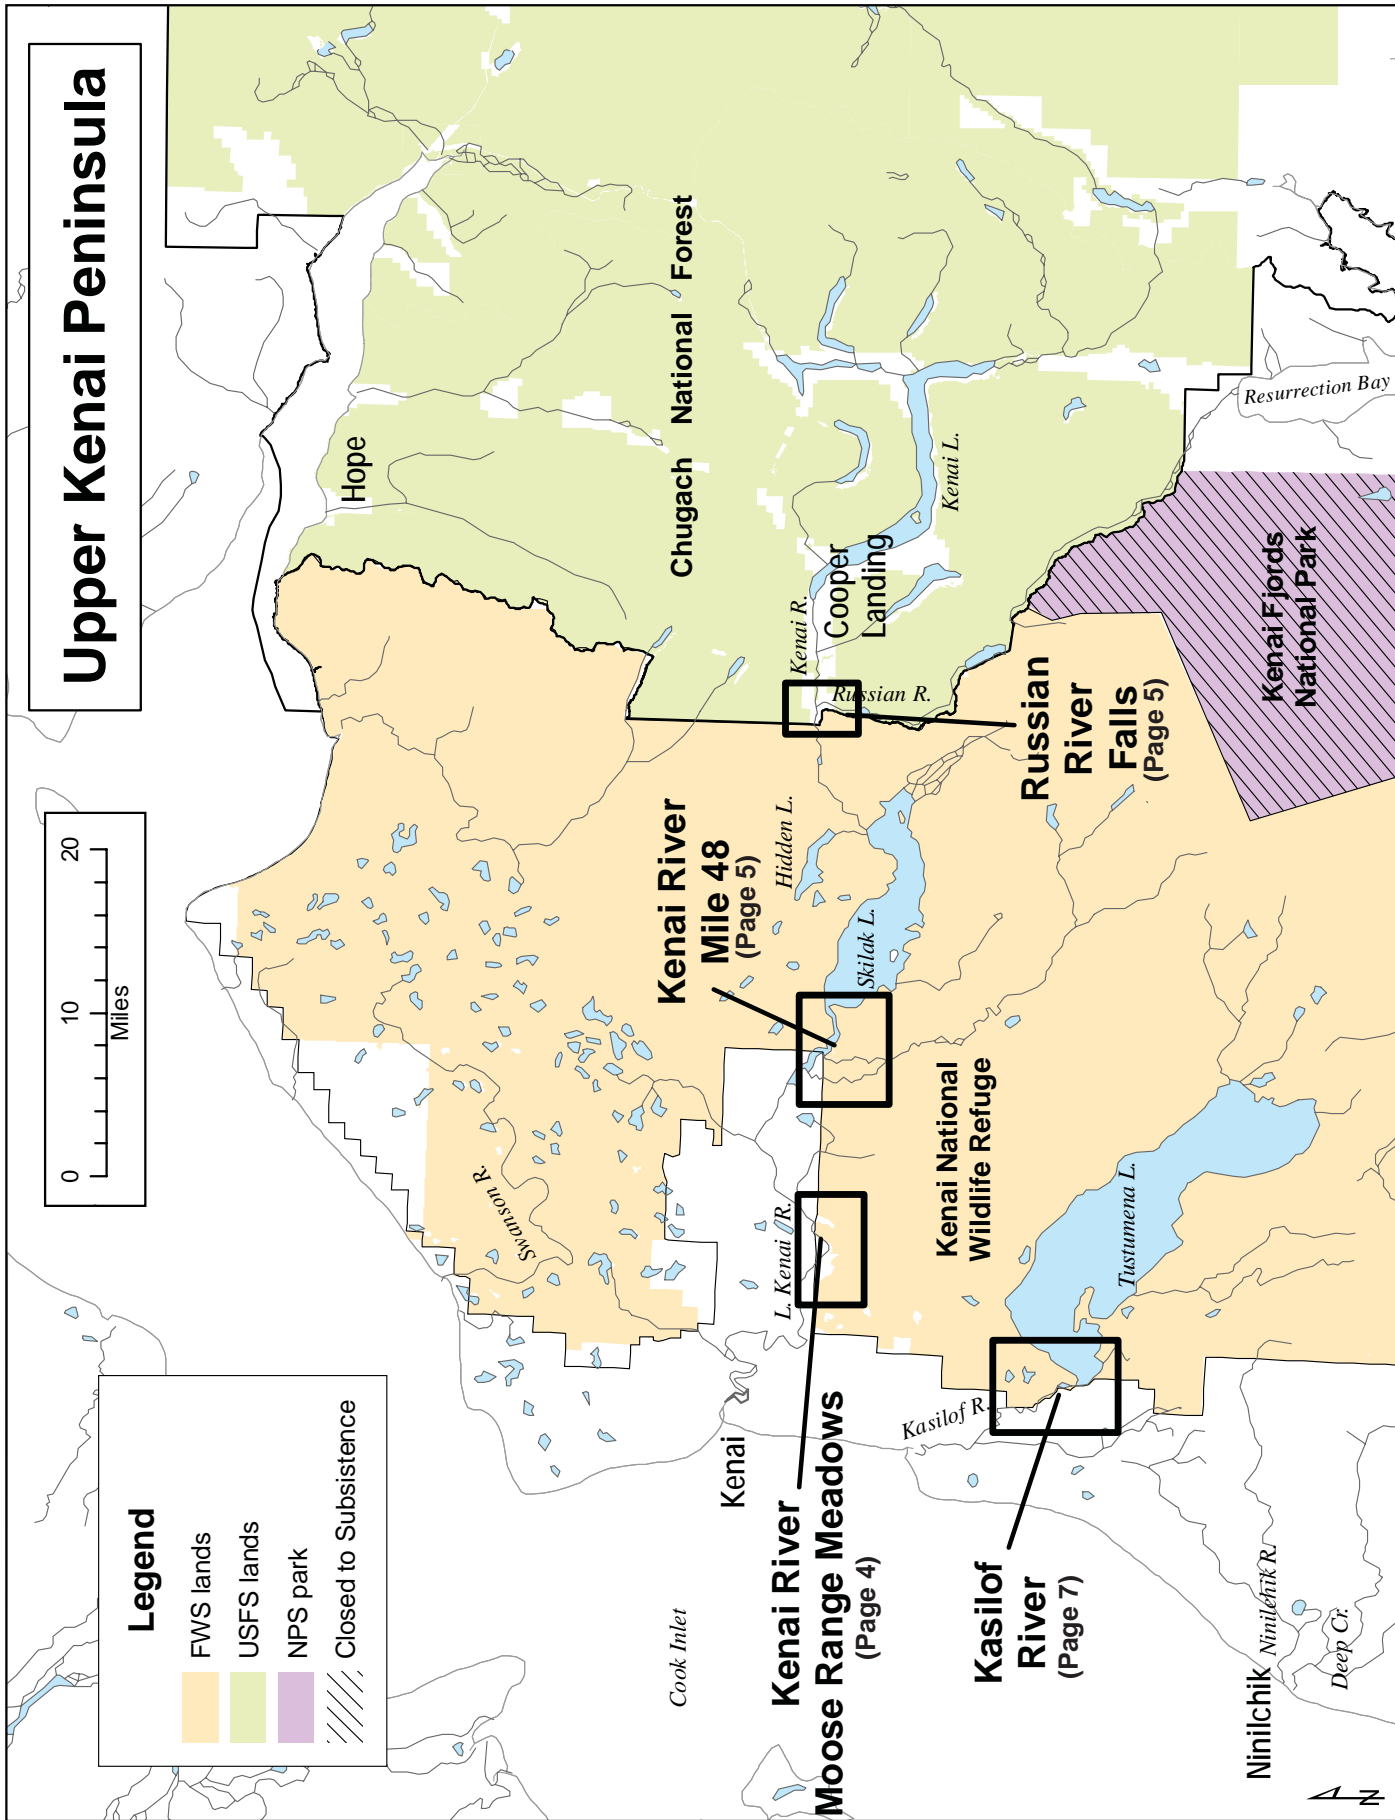 Upper Kenai Peninsula
0 10 20
Miles
Legend
FWS lands
USFS lands
NPS park
Closed to Subsistence
Hope
Chugach National Forest
Swanson R.
Kenai River
Mile 48
(Page 5)
Hidden L.
Kenai R.
Cooper
Landing
Kenai L.
Russian R.
Skilak L.
Cook Inlet
Kenai
L. Kenai R.
Kenai River
Moose Range Meadows
(Page 4)
Kenai National
Wildlife Refuge
Russian
River
Falls
(Page 5)
Kasilof R.
Kasilof
River
(Page 7)
Tustumena L.
Resurrection Bay
Kenai Fjords
National Park
Ninilchik
Ninilchik R.
Deep Cr.
N